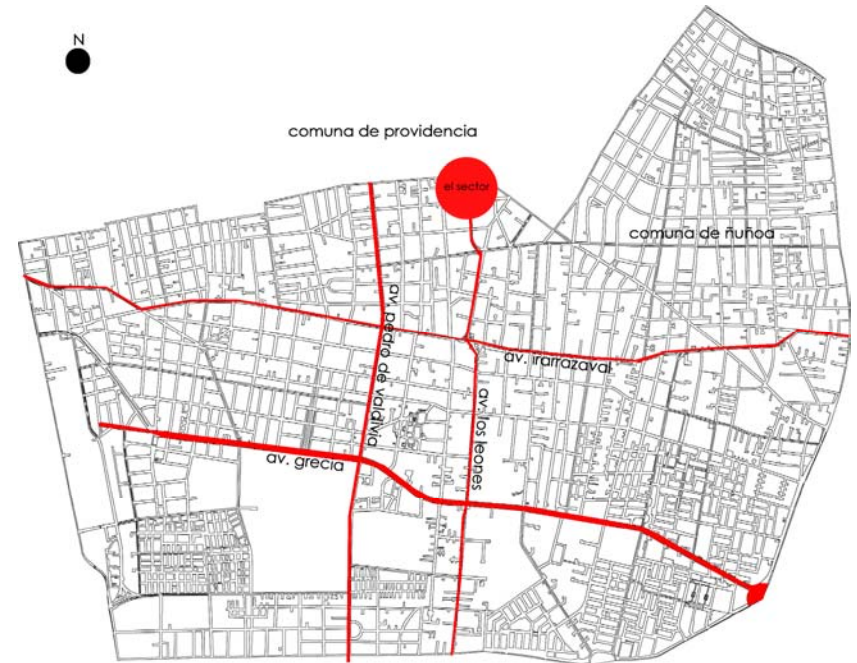 N
comuna de providencia
el sector
comuna de ñuñoa
av. pedro de valdivia
av. irarrazaval
av. los leones
av. grecia